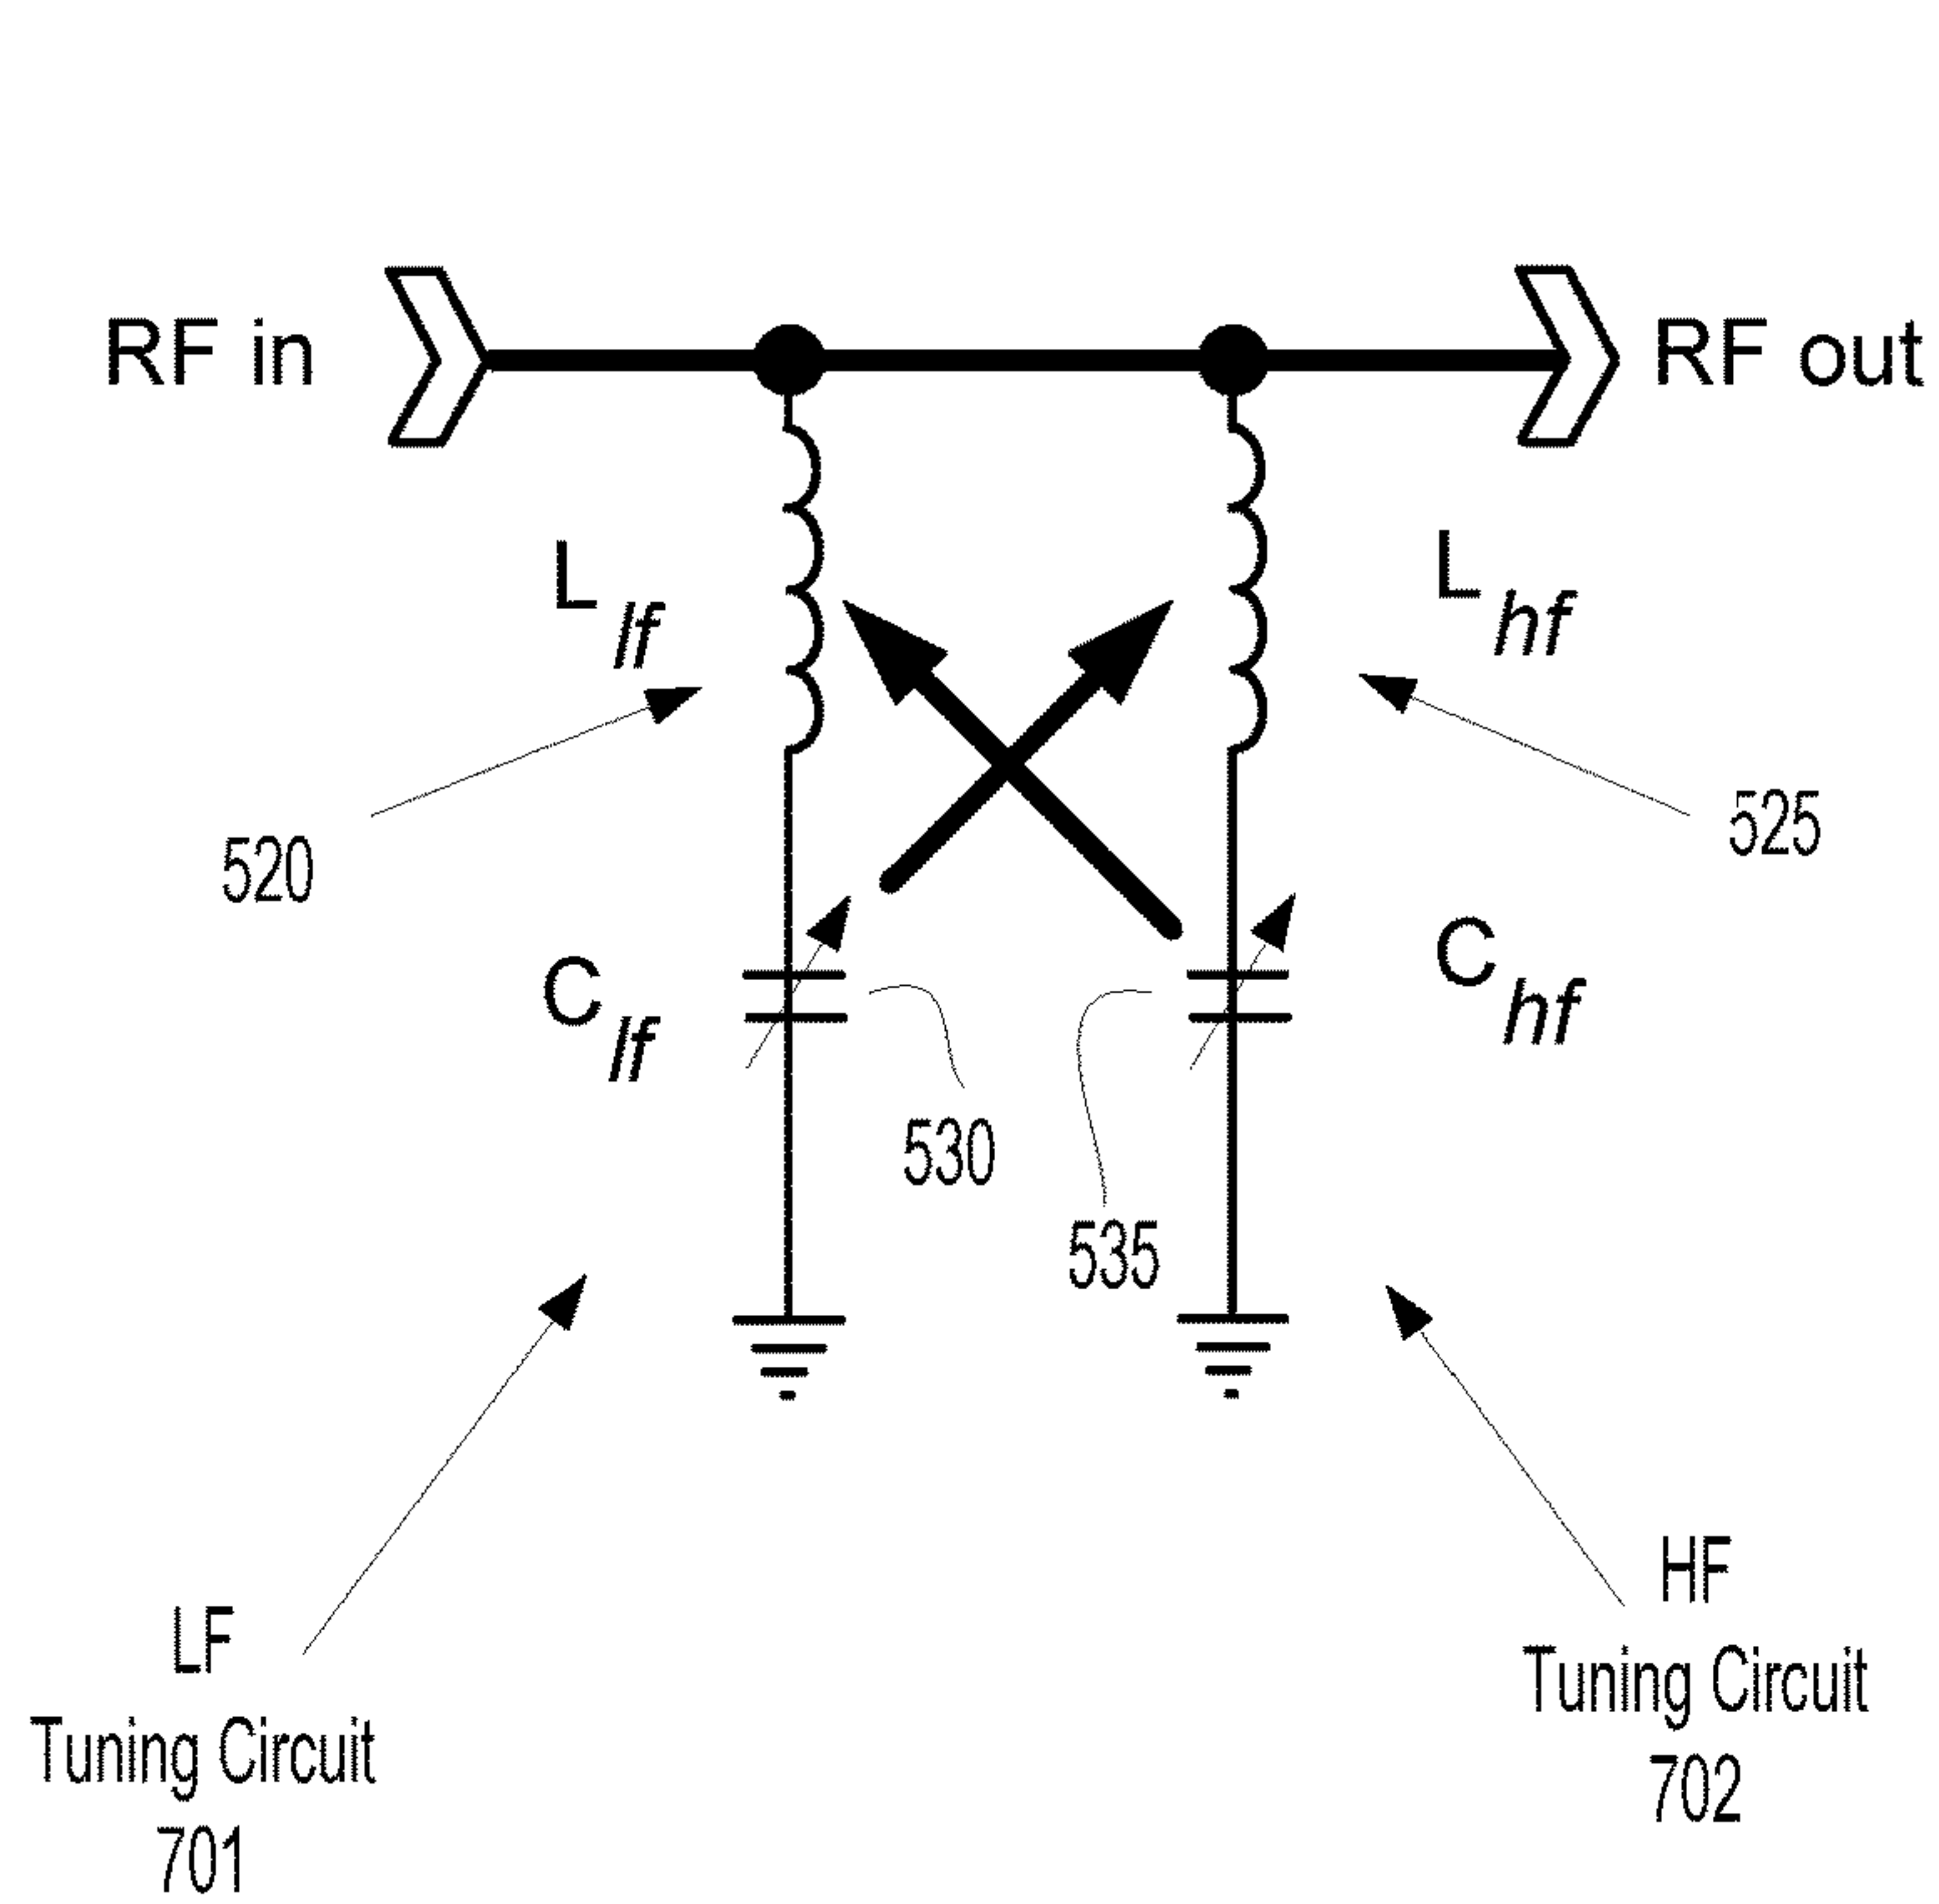 RF in
RF out
L lf
L hf
520
525
C lf
C hf
530
535
LF
Tuning Circuit
701
HF
Tuning Circuit
702